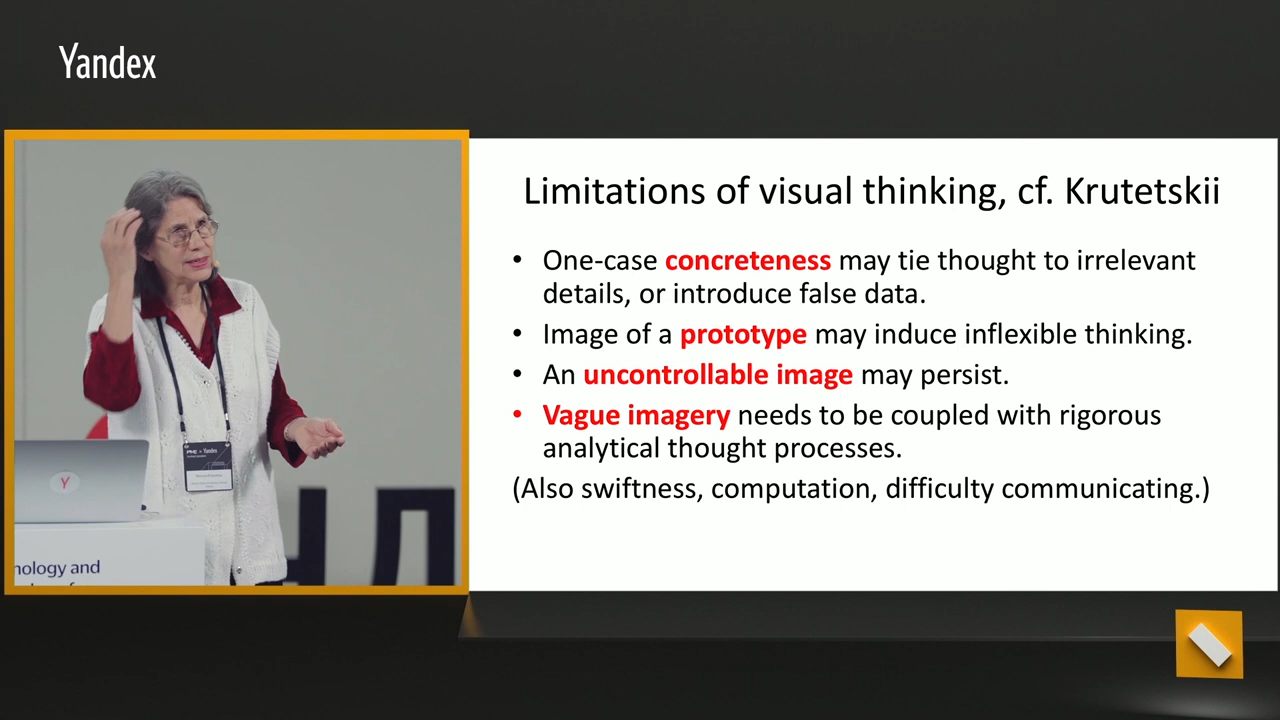 Yandex
Limitations of visual thinking, cf. Krutetskii
• One-case concreteness may tie thought to irrelevant
details, or introduce false data.
• Image of a prototype may induce inflexible thinking.
• An uncontrollable image may persist.
• Vague imagery needs to be coupled with rigorous
analytical thought processes.
(Also swiftness, computation, difficulty communicating.)
Y
Yandex
nology and